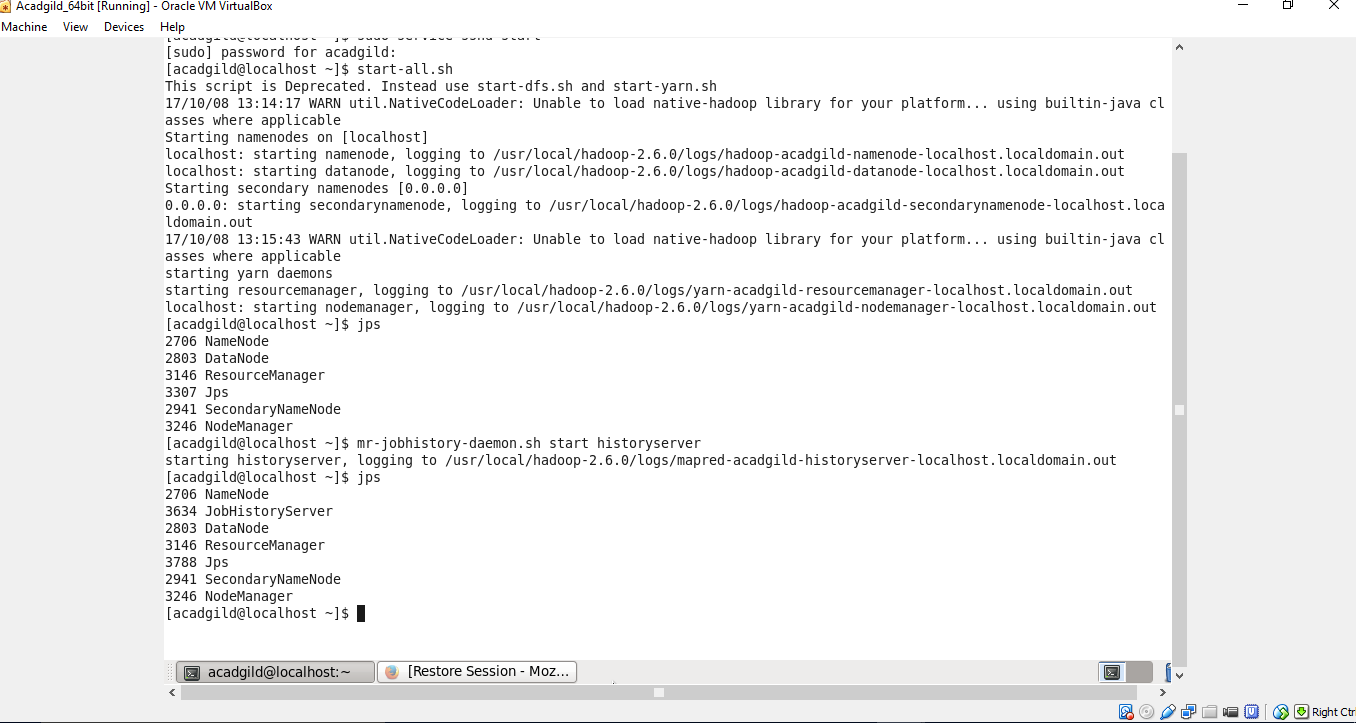 Acadgild_64bit [Running] - Oracle VM VirtualBox
Machine View Devices Help
[acadgild@localhost ~]$ sudo service sshd start
[sudo] password for acadgild:
[acadgild@localhost ~]$ start-all.sh
This script is Deprecated. Instead use start-dfs.sh and start-yarn.sh
17/10/08 13:14:17 WARN util.NativeCodeLoader: Unable to load native-hadoop library for your platform... using builtin-java cl
asses where applicable
Starting namenodes on [localhost]
localhost: starting namenode, logging to /usr/local/hadoop-2.6.0/logs/hadoop-acadgild-namenode-localhost.localdomain.out
localhost: starting datanode, logging to /usr/local/hadoop-2.6.0/logs/hadoop-acadgild-datanode-localhost.localdomain.out
Starting secondary namenodes [0.0.0.0]
0.0.0.0: starting secondarynamenode, logging to /usr/local/hadoop-2.6.0/logs/hadoop-acadgild-secondarynamenode-localhost.loca
ldomain.out
17/10/08 13:15:43 WARN util.NativeCodeLoader: Unable to load native-hadoop library for your platform... using builtin-java cl
asses where applicable
starting yarn daemons
starting resourcemanager, logging to /usr/local/hadoop-2.6.0/logs/yarn-acadgild-resourcemanager-localhost.localdomain.out
localhost: starting nodemanager, logging to /usr/local/hadoop-2.6.0/logs/yarn-acadgild-nodemanager-localhost.localdomain.out
[acadgild@localhost ~]$ jps
2706 NameNode
2803 DataNode
3146 ResourceManager
3307 Jps
2941 SecondaryNameNode
3246 NodeManager
[acadgild@localhost ~]$ mr-jobhistory-daemon.sh start historyserver
starting historyserver, logging to /usr/local/hadoop-2.6.0/logs/mapred-acadgild-historyserver-localhost.localdomain.out
[acadgild@localhost ~]$ jps
2706 NameNode
3634 JobHistoryServer
2803 DataNode
3146 ResourceManager
3788 Jps
2941 SecondaryNameNode
3246 NodeManager
[acadgild@localhost ~]$
acadgild@localhost:~
[Restore Session - Moz...
Right Ctr